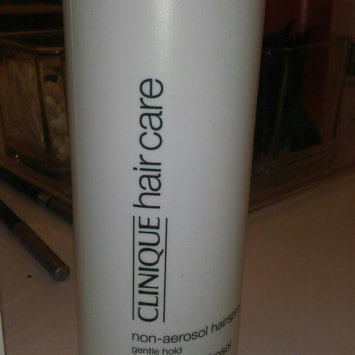 CLINIQUE hair care
non-aerosol hairspray
gentle hold